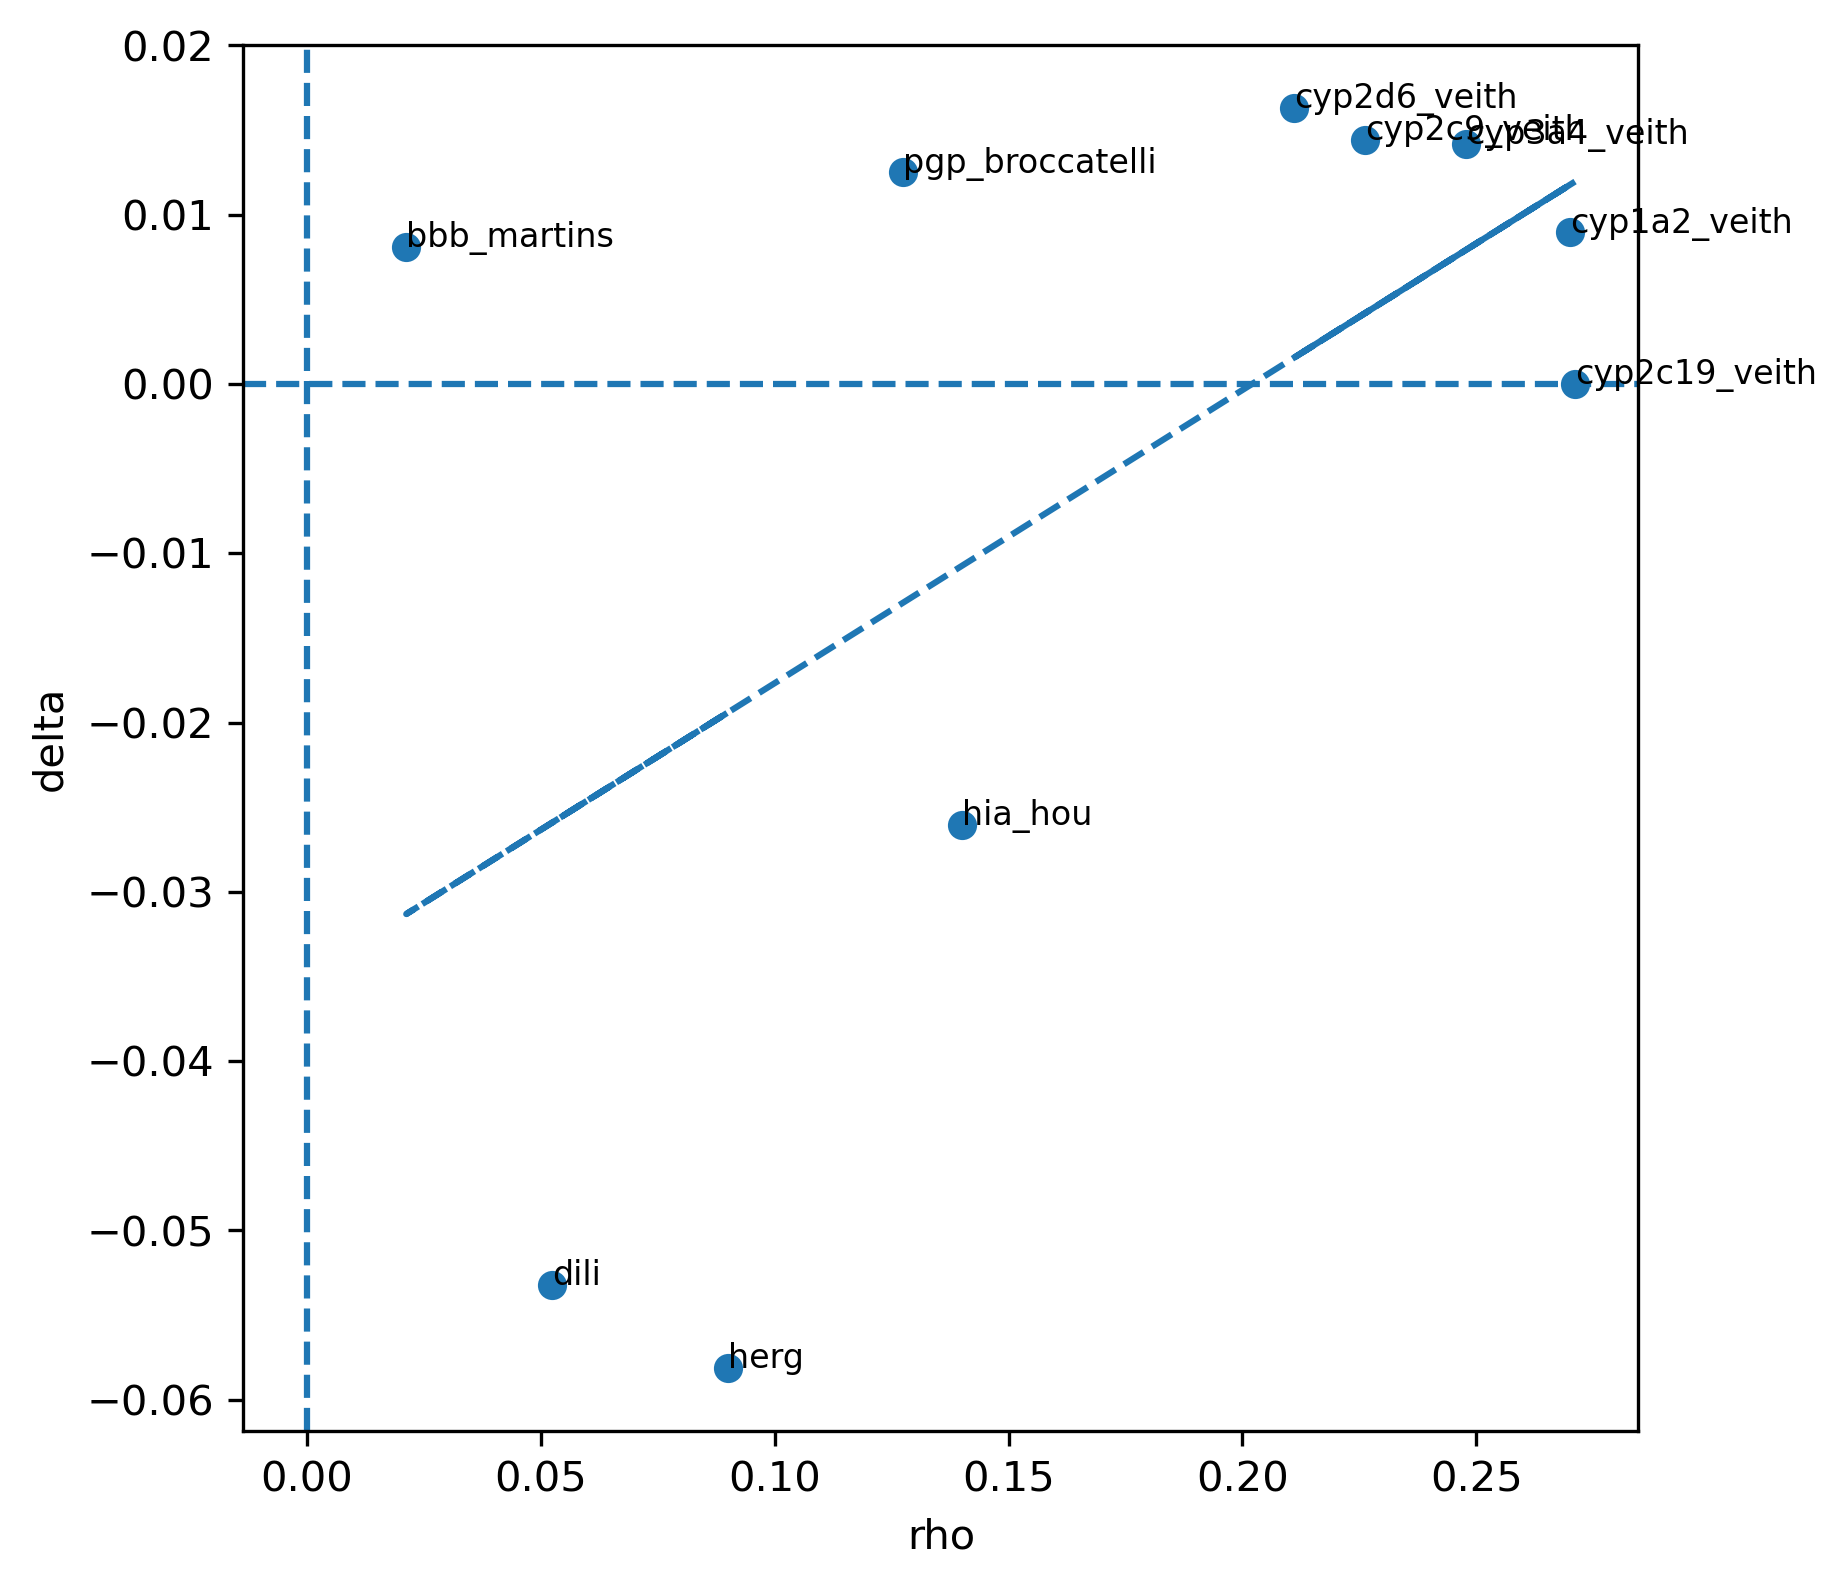 0.02
0.01
0.00
−0.01
−0.02
−0.03
−0.04
−0.05
−0.06
delta
cyp2d6_veith
cyp2c9_veith
cyp3a4_veith
pgp_broccatelli
bbb_martins
cyp1a2_veith
cyp2c19_veith
hia_hou
dili
herg
0.00 0.05 0.10 0.15 0.20 0.25
rho